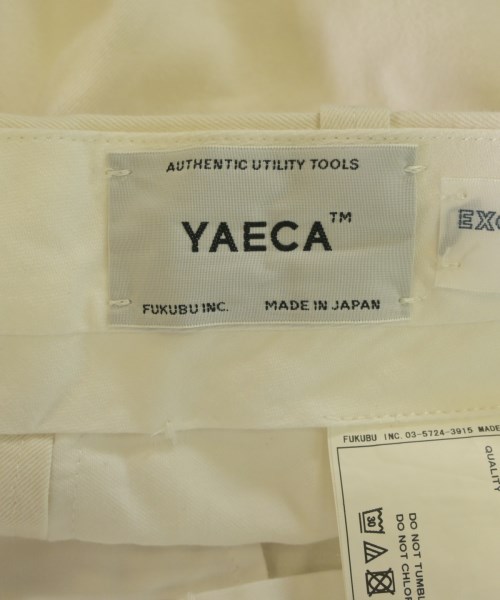 AUTHENTIC UTILITY TOOLS
YAECA™
FUKUBU INC. MADE IN JAPAN
FUKUBU INC. 03-5724-3915 MADE
QUALITY
30
DO NOT TUMBL
DO NOT CHLOR